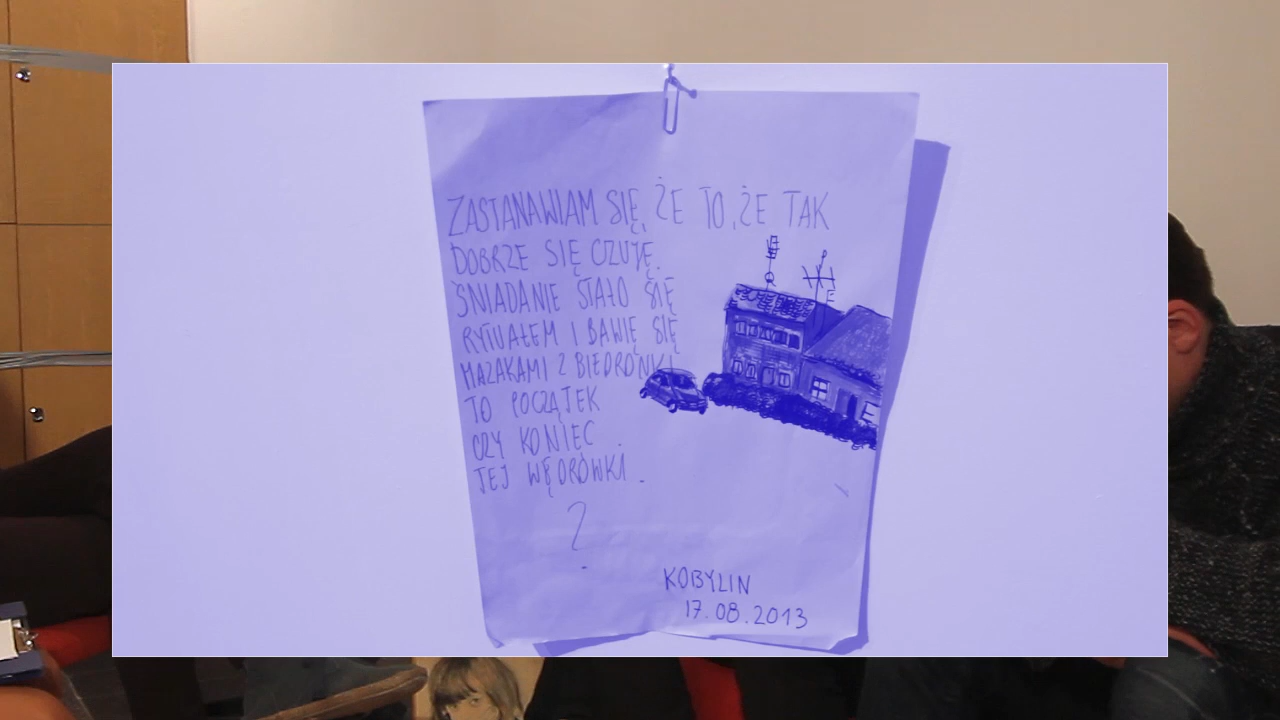 ZASTANAWIAM SIĘ, ŻE TO, ŻE TAK
DOBRZE SIĘ CZUJĘ.
ŚNIADANIE STAŁO SIĘ
RYTUAŁEM I BAWIĘ SIĘ
MAZAKAMI Z BIEDRONKI
TO POCZĄTEK
CZY KONIEC
JEJ WĘDRÓWKI.
?
KOBYLIN
17.08.2013